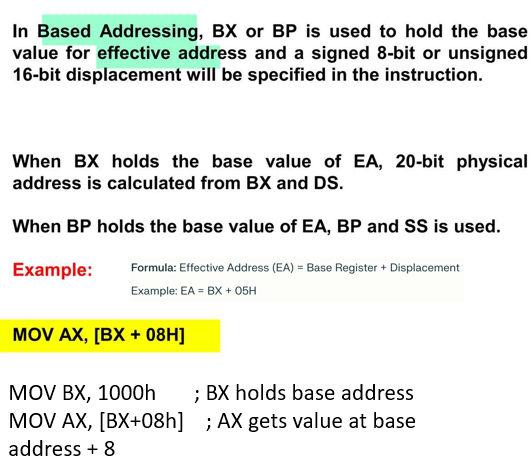 In Based Addressing, BX or BP is used to hold the base
value for effective address and a signed 8-bit or unsigned
16-bit displacement will be specified in the instruction.
When BX holds the base value of EA, 20-bit physical
address is calculated from BX and DS.
When BP holds the base value of EA, BP and SS is used.
Example:
Formula: Effective Address (EA) = Base Register + Displacement
Example: EA = BX + 05H
MOV AX, [BX + 08H]
MOV BX, 1000h ; BX holds base address
MOV AX, [BX+08h] ; AX gets value at base
address + 8